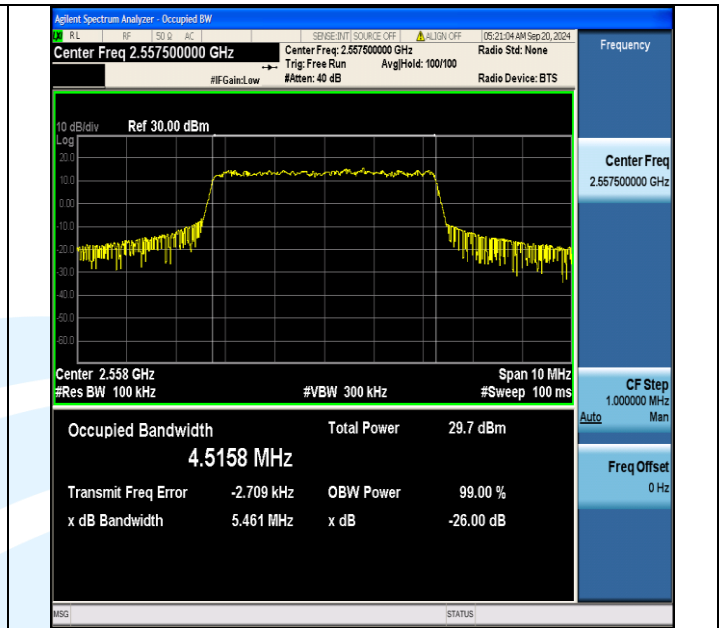 Agilent Spectrum Analyzer - Occupied BW
RL RF 50 Ω AC SENSE:INT SOURCE OFF ALIGN OFF 05:21:04 AM Sep 20, 2024
Center Freq 2.557500000 GHz
Center Freq: 2.557500000 GHz
Radio Std: None
Trig: Free Run
Avg|Hold: 100/100
#IFGain:Low
#Atten: 40 dB
Radio Device: BTS
Frequency
10 dB/div Ref 30.00 dBm
Log
20.0
10.0
0.00
-10.0
-20.0
-30.0
-40.0
-50.0
-60.0
Center Freq
2.557500000 GHz
Center 2.558 GHz Span 10 MHz
#Res BW 100 kHz #VBW 300 kHz #Sweep 100 ms
CF Step
1.000000 MHz
Auto Man
Occupied Bandwidth Total Power 29.7 dBm
4.5158 MHz
Freq Offset
0 Hz
Transmit Freq Error -2.709 kHz OBW Power 99.00 %
x dB Bandwidth 5.461 MHz x dB -26.00 dB
MSG STATUS